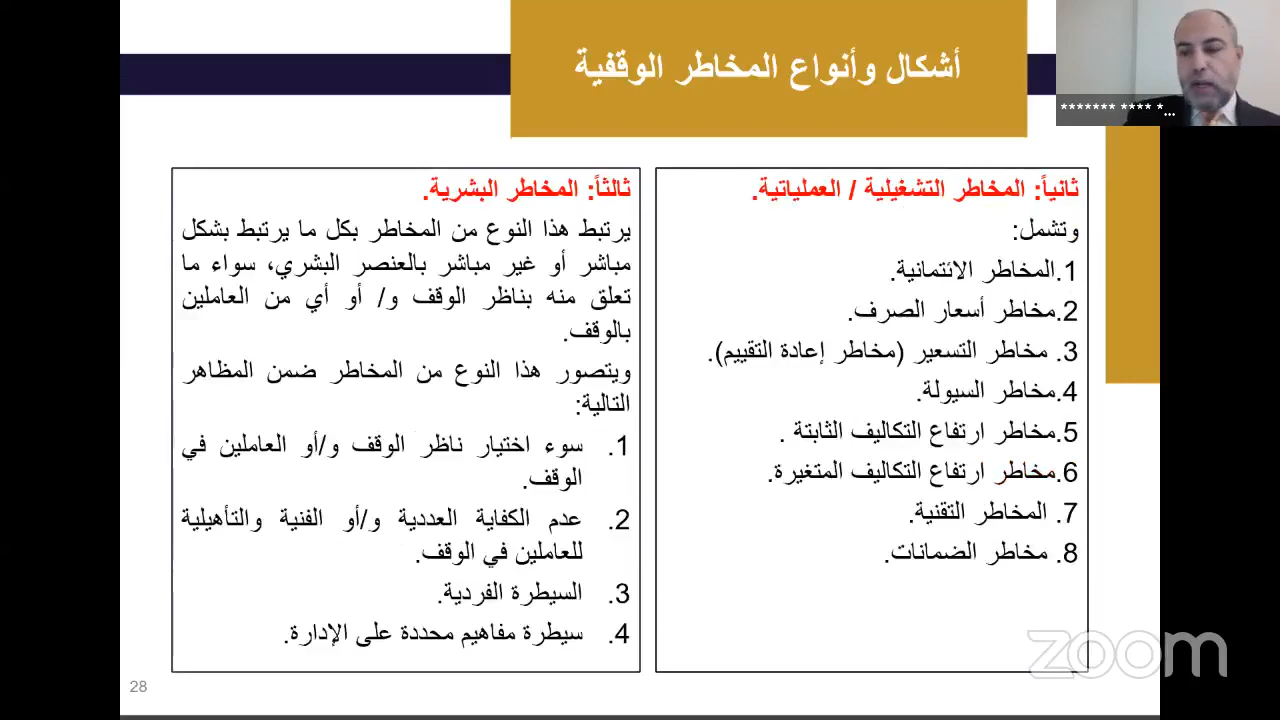 أشكال وأنواع المخاطر الوقفية
******* **** *...
ثانياً: المخاطر التشغيلية / العملياتية.
وتشمل:
1.المخاطر الائتمانية.
2.مخاطر أسعار الصرف.
3. مخاطر التسعير (مخاطر إعادة التقييم).
4.مخاطر السيولة.
5.مخاطر ارتفاع التكاليف الثابتة .
6.مخاطر ارتفاع التكاليف المتغيرة.
7. المخاطر التقنية.
8. مخاطر الضمانات.
ثالثاً: المخاطر البشرية.
يرتبط هذا النوع من المخاطر بكل ما يرتبط بشكل
مباشر أو غير مباشر بالعنصر البشري، سواء ما
تعلق منه بناظر الوقف و/ أو أي من العاملين
بالوقف.
ويتصور هذا النوع من المخاطر ضمن المظاهر
التالية:
1. سوء اختيار ناظر الوقف و/أو العاملين في
الوقف.
2. عدم الكفاية العددية و/أو الفنية والتأهيلية
للعاملين في الوقف.
3. السيطرة الفردية.
4. سيطرة مفاهيم محددة على الإدارة.
zoom
28